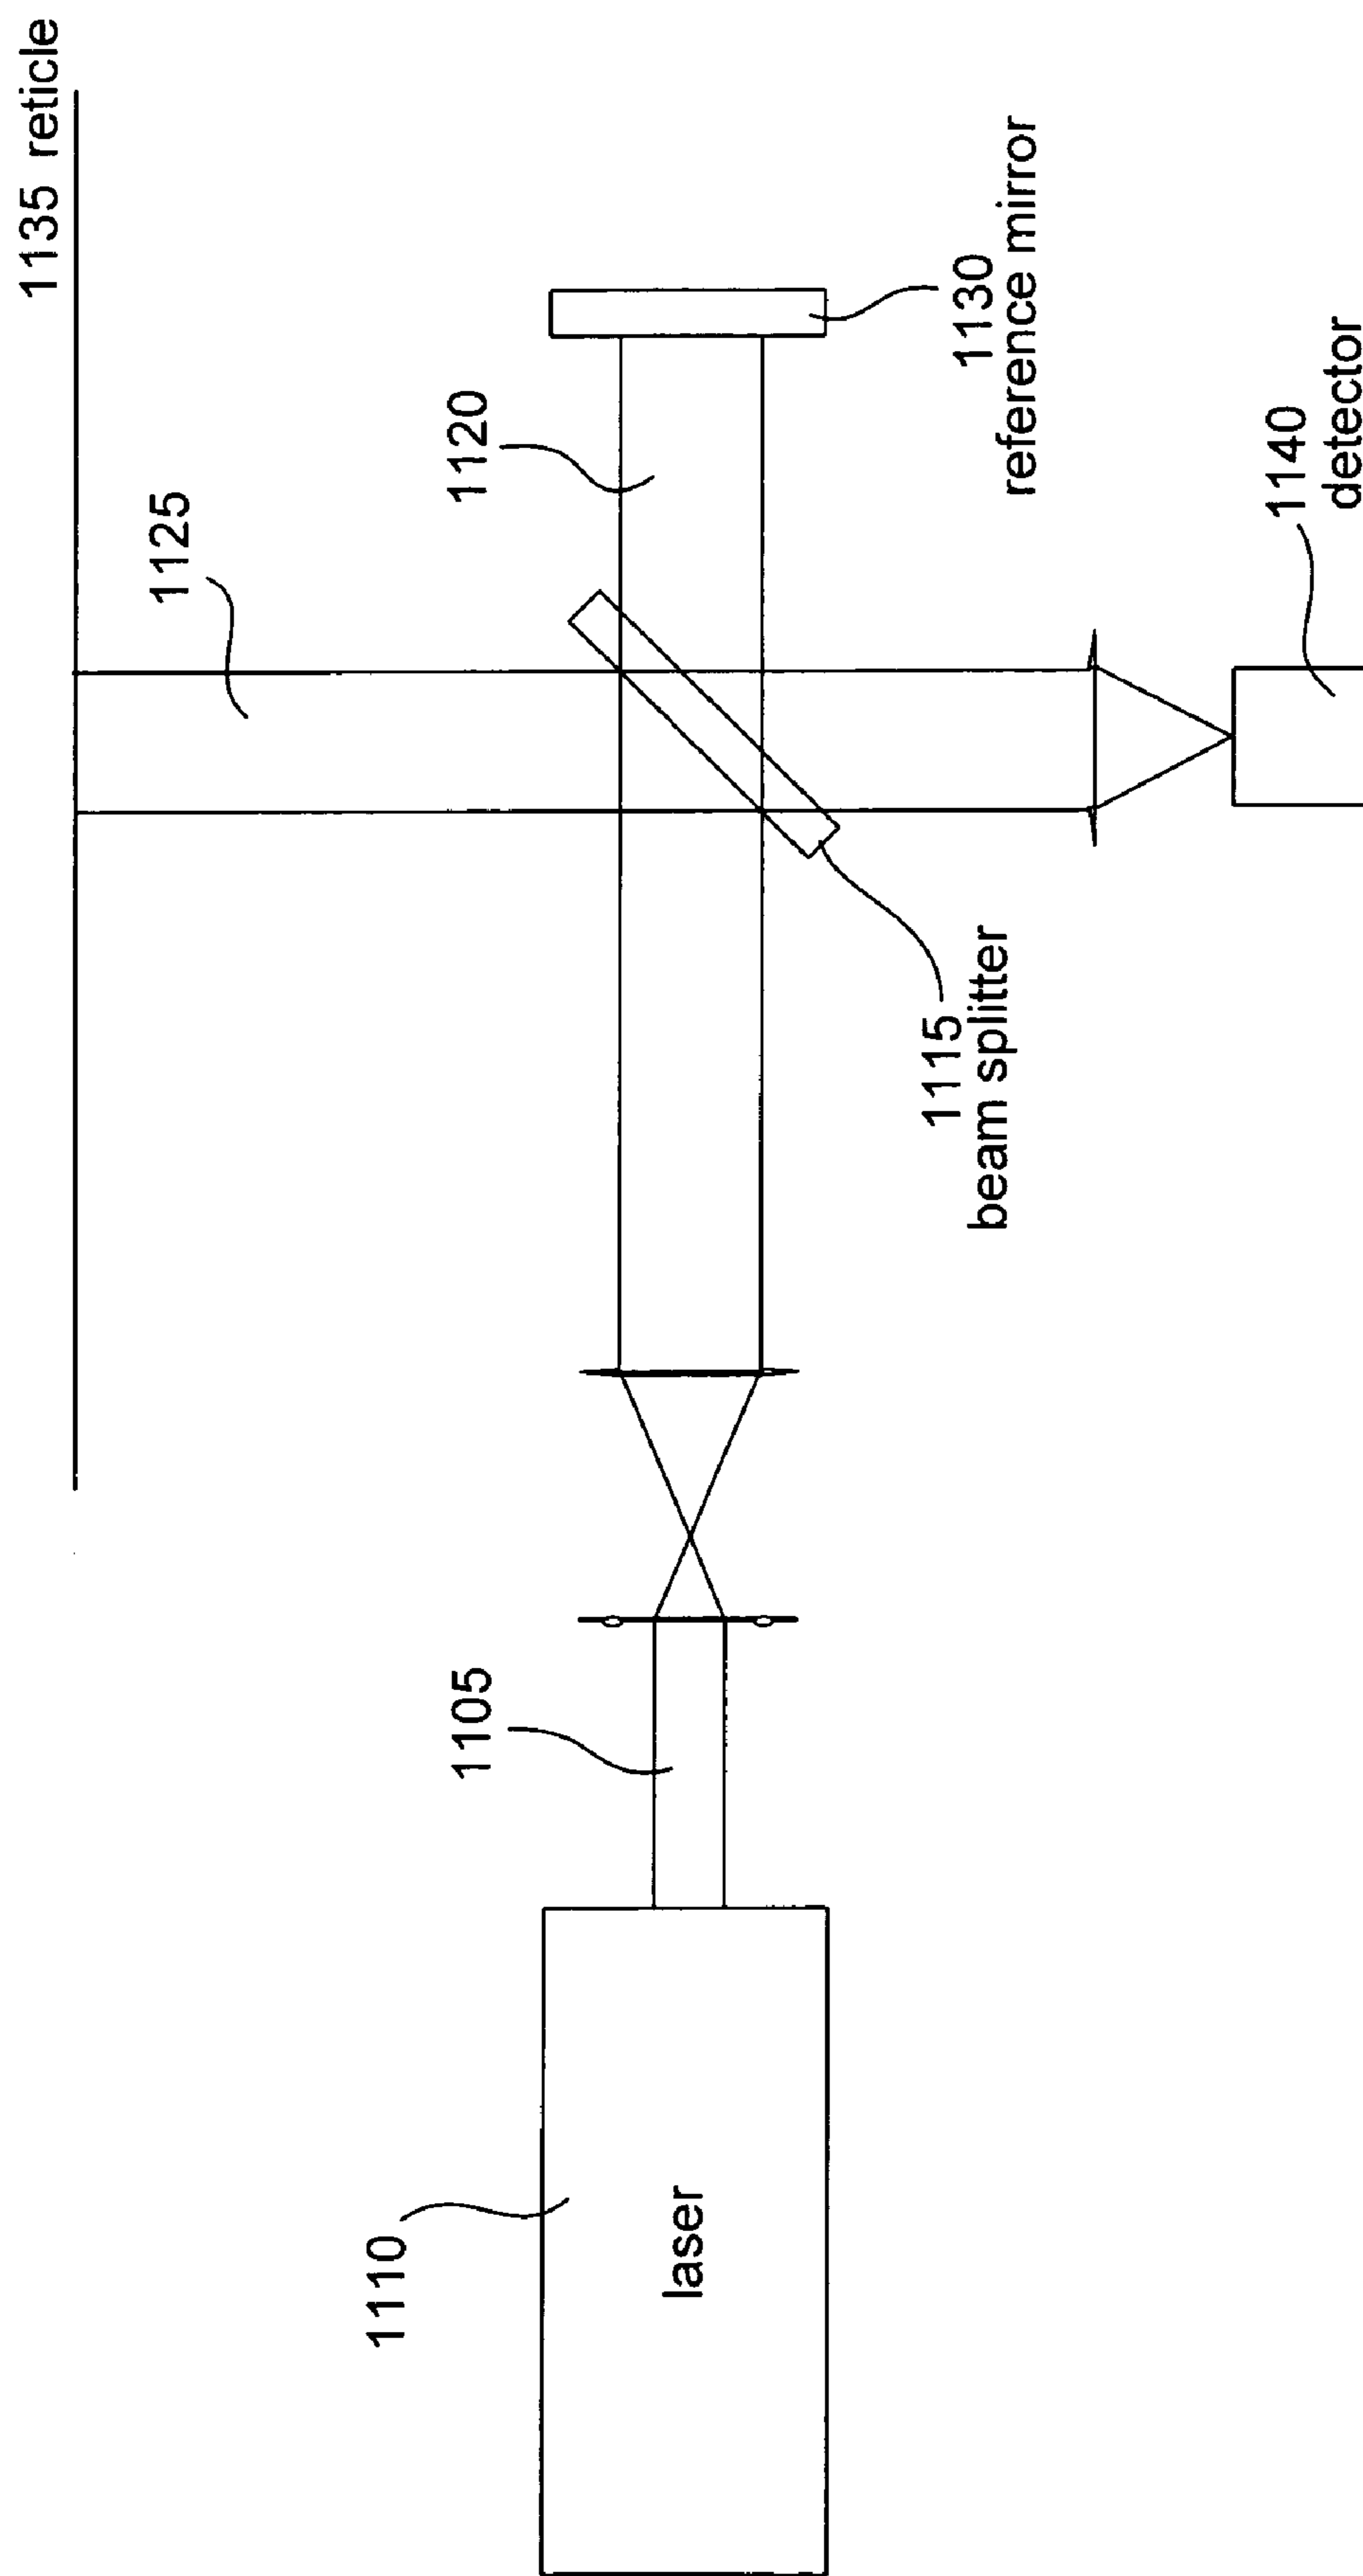 1135 reticle
1125
1120
1130
reference mirror
1140
detector
1115
beam splitter
1105
1110
laser